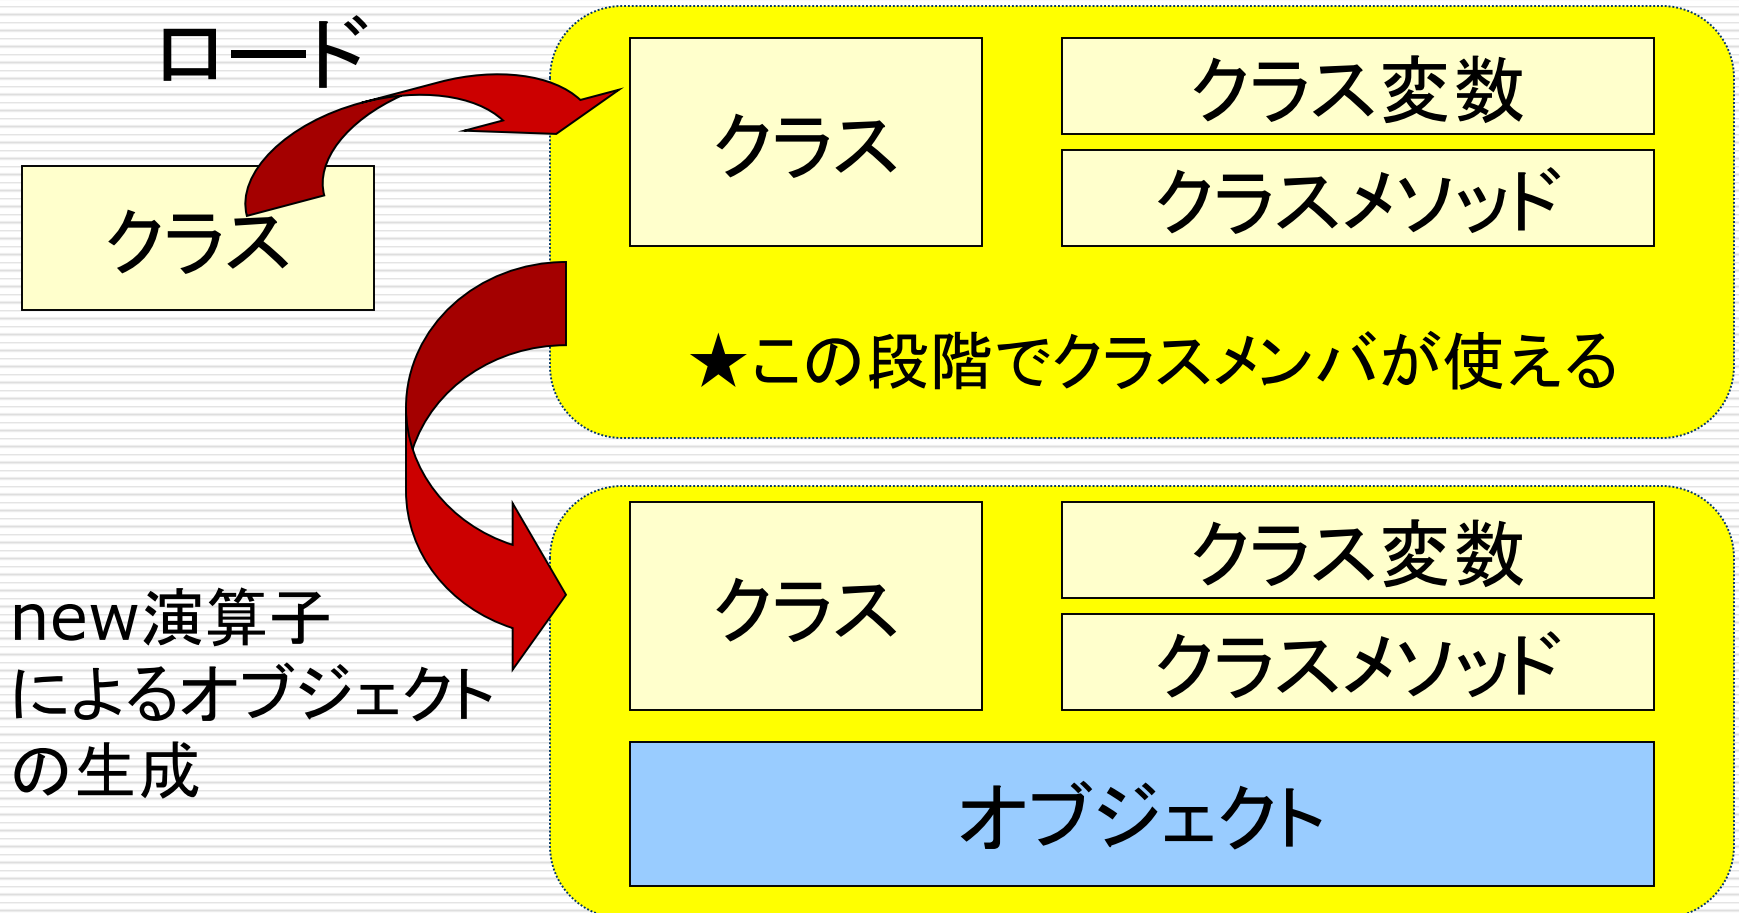 ロード
クラス
クラス
クラス変数
クラスメソッド
★この段階でクラスメンバが使える
new演算子
によるオブジェクト
の生成
クラス
クラス変数
クラスメソッド
オブジェクト